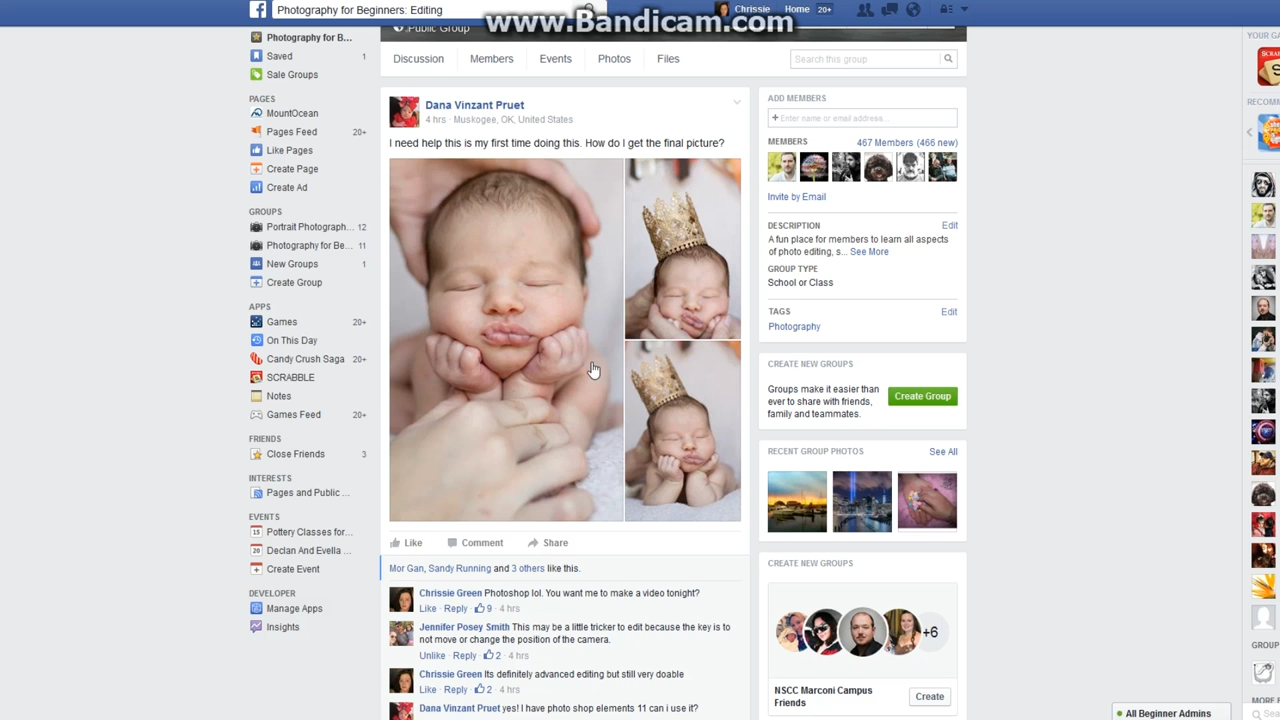 Photography for Beginners: Editing
www.Bandicam.com
Chrissie
Home 20+
Public Group
Discussion
Members
Events
Photos
Files
Search this group
Photography for B...
Saved 1
Sale Groups
PAGES
MountOcean
Pages Feed 20+
Like Pages
Create Page
Create Ad
GROUPS
Portrait Photograph... 12
Photography for Be... 11
New Groups 1
Create Group
APPS
Games 20+
On This Day
Candy Crush Saga 20+
SCRABBLE
Notes
Games Feed 20+
FRIENDS
Close Friends 3
INTERESTS
Pages and Public ...
EVENTS
15 Pottery Classes for...
20 Declan And Evella ...
Create Event
DEVELOPER
Manage Apps
Insights
Dana Vinzant Pruet
4 hrs · Muskogee, OK, United States
I need help this is my first time doing this. How do I get the final picture?
Like
Comment
Share
Mor Gan, Sandy Running and 3 others like this.
Chrissie Green Photoshop lol. You want me to make a video tonight?
Like · Reply · 9 · 4 hrs
Jennifer Posey Smith This may be a little tricker to edit because the key is to
not move or change the position of the camera.
Unlike · Reply · 2 · 4 hrs
Chrissie Green Its definitely advanced editing but still very doable
Like · Reply · 2 · 4 hrs
Dana Vinzant Pruet yes! I have photo shop elements 11 can i use it?
ADD MEMBERS
+ Enter name or email address...
MEMBERS
467 Members (466 new)
Invite by Email
DESCRIPTION
Edit
A fun place for members to learn all aspects
of photo editing, s... See More
GROUP TYPE
School or Class
TAGS
Edit
Photography
CREATE NEW GROUPS
Groups make it easier than
ever to share with friends,
family and teammates.
Create Group
RECENT GROUP PHOTOS
See All
CREATE NEW GROUPS
+6
NSCC Marconi Campus
Friends
Create
YOUR GA
RECOM
GROUP
MORE
All Beginner Admins
Sea